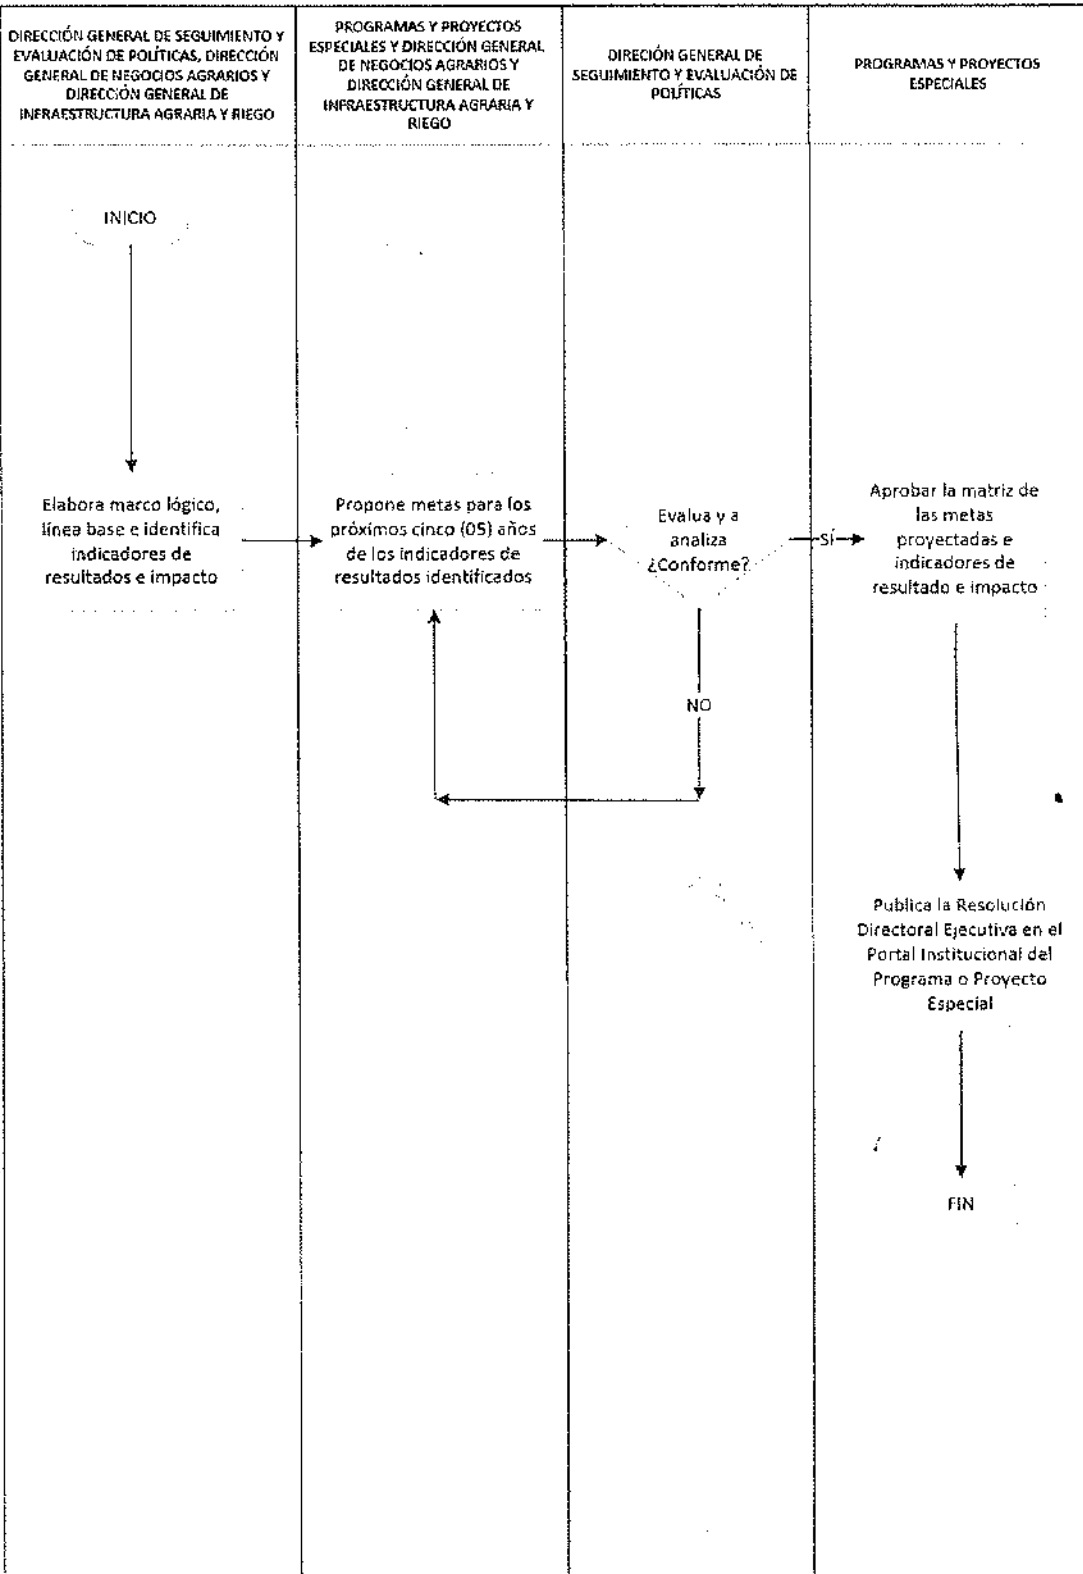 DIRECCIÓN GENERAL DE SEGUIMIENTO Y
EVALUACIÓN DE POLÍTICAS, DIRECCIÓN
GENERAL DE NEGOCIOS AGRARIOS Y
DIRECCIÓN GENERAL DE
INFRAESTRUCTURA AGRARIA Y RIEGO
PROGRAMAS Y PROYECTOS
ESPECIALES Y DIRECCIÓN GENERAL
DE NEGOCIOS AGRARIOS Y
DIRECCIÓN GENERAL DE
INFRAESTRUCTURA AGRARIA Y
RIEGO
DIRECIÓN GENERAL DE
SEGUIMIENTO Y EVALUACIÓN DE
POLÍTICAS
PROGRAMAS Y PROYECTOS
ESPECIALES
INICIO
Elabora marco lógico,
línea base e identifica
indicadores de
resultados e impacto
Propone metas para los
próximos cinco (05) años
de los indicadores de
resultados identificados
Evalua y a
analiza
¿Conforme?
SÍ
Aprobar la matriz de
las metas
proyectadas e
indicadores de
resultado e impacto
NO
Publica la Resolución
Directoral Ejecutiva en el
Portal Institucional del
Programa o Proyecto
Especial
FIN